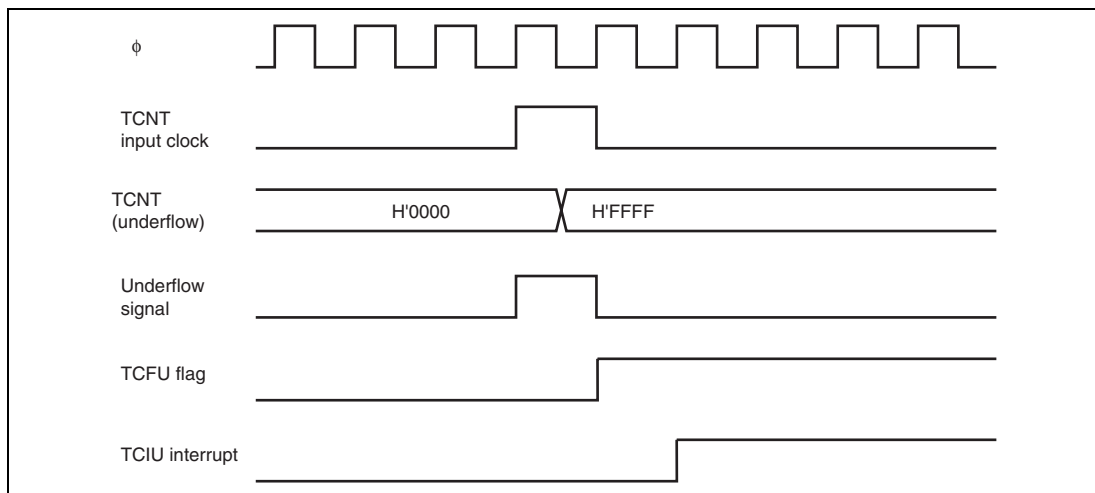 ϕ
TCNT
input clock
TCNT
(underflow)
H'0000
H'FFFF
Underflow
signal
TCFU flag
TCIU interrupt